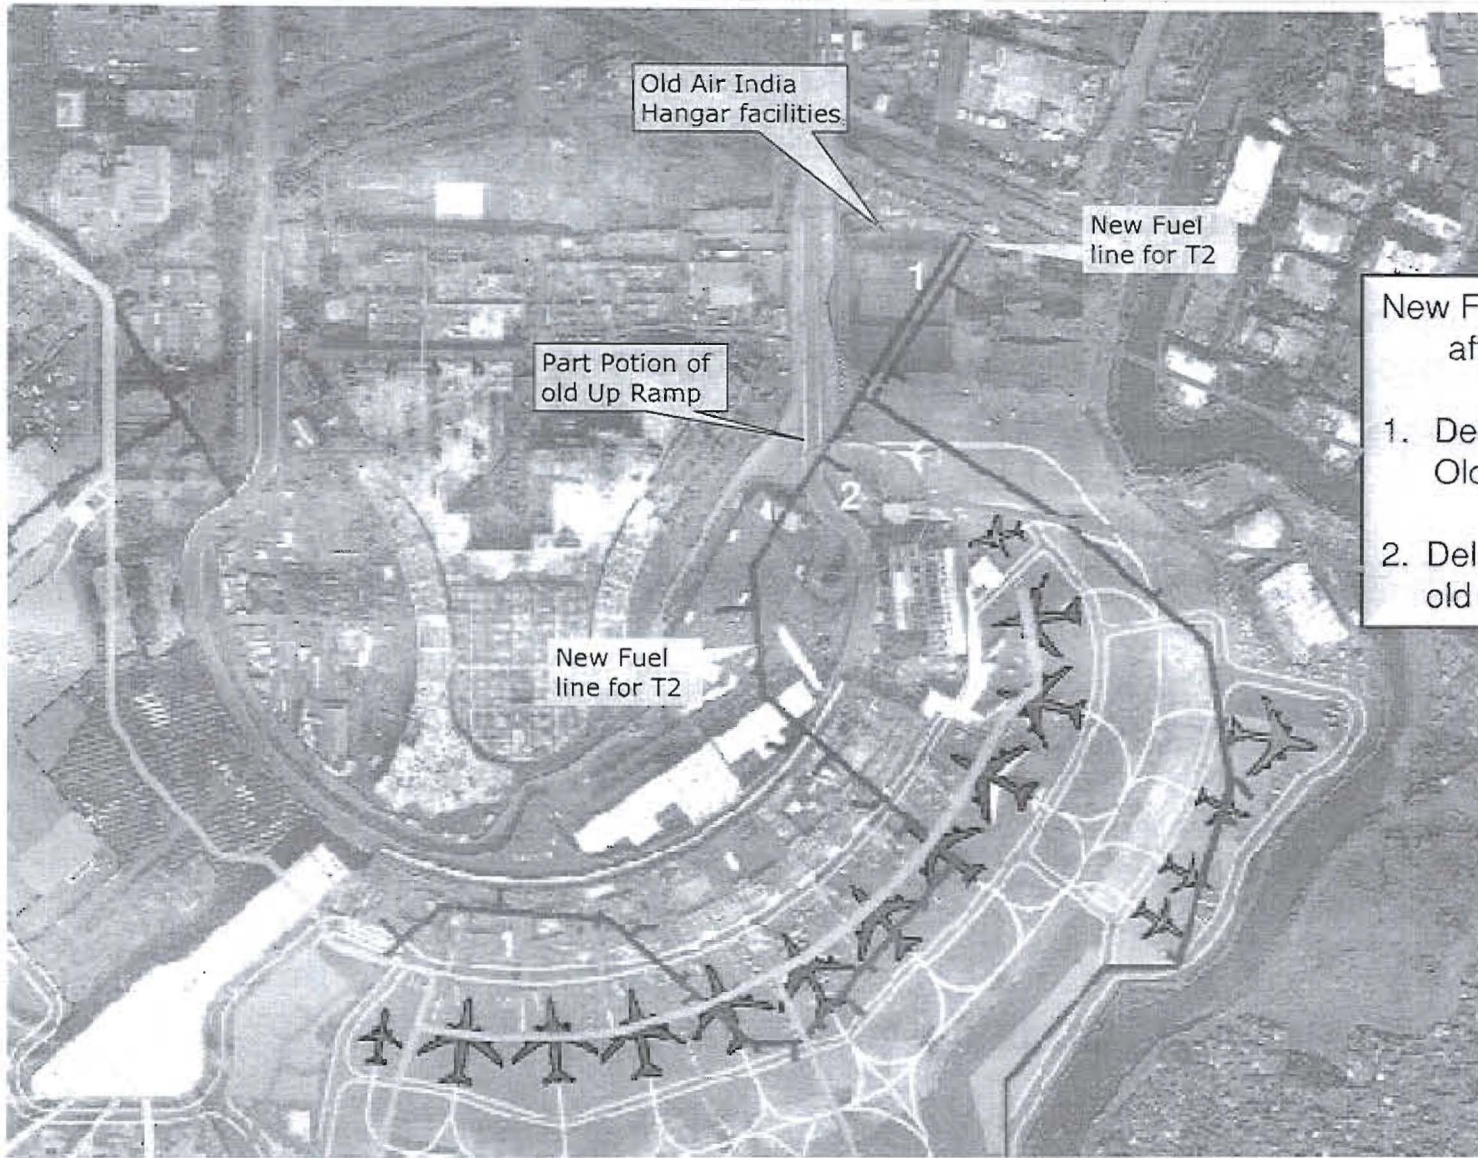 Old Air India
Hangar facilities
1
New Fuel
line for T2
Part Potion of
old Up Ramp
2
New Fuel
line for T2
1
New F
af
1. De
Old
2. Del
old